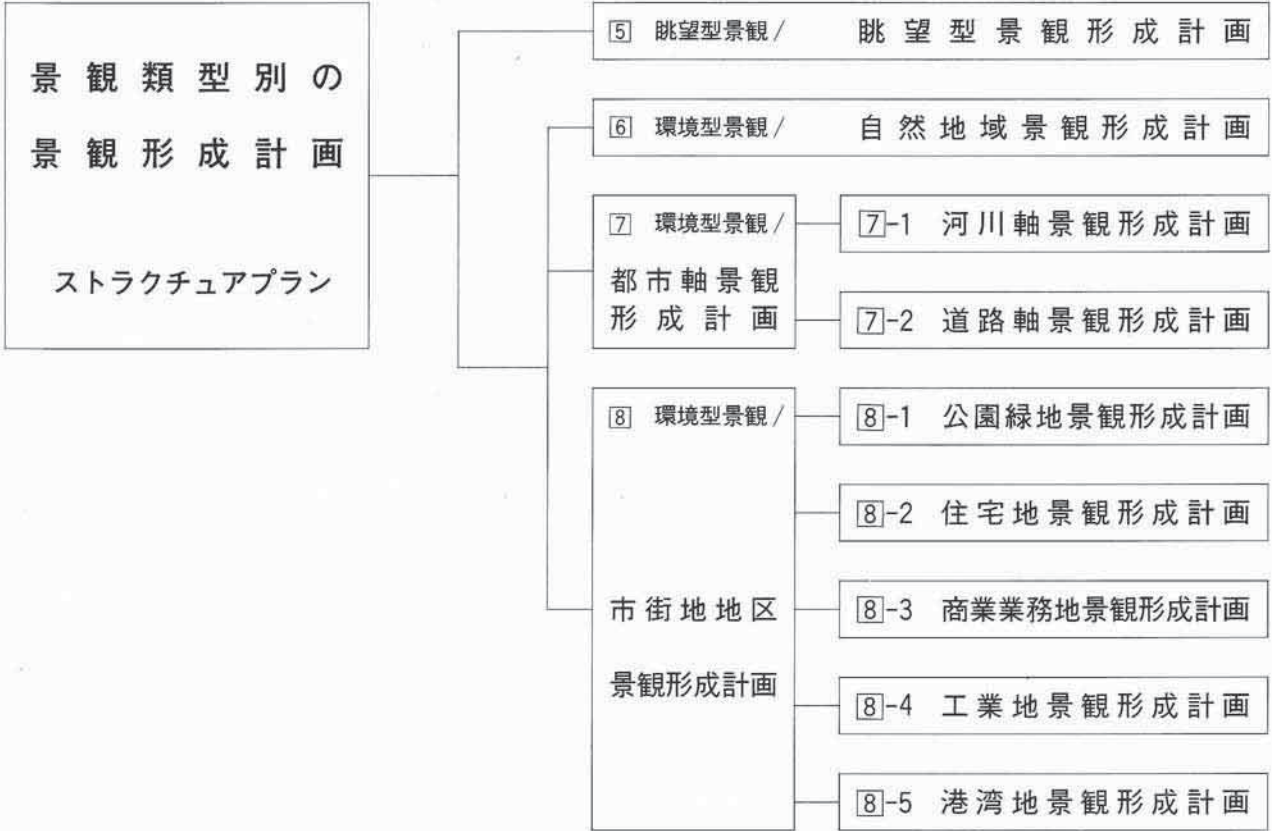 景観類型別の
景観形成計画
ストラクチュアプラン
5 眺望型景観/ 眺望型景観形成計画
6 環境型景観/ 自然地域景観形成計画
7 環境型景観/
都市軸景観
形成計画
7-1 河川軸景観形成計画
7-2 道路軸景観形成計画
8 環境型景観/
市街地地区
景観形成計画
8-1 公園緑地景観形成計画
8-2 住宅地景観形成計画
8-3 商業業務地景観形成計画
8-4 工業地景観形成計画
8-5 港湾地景観形成計画